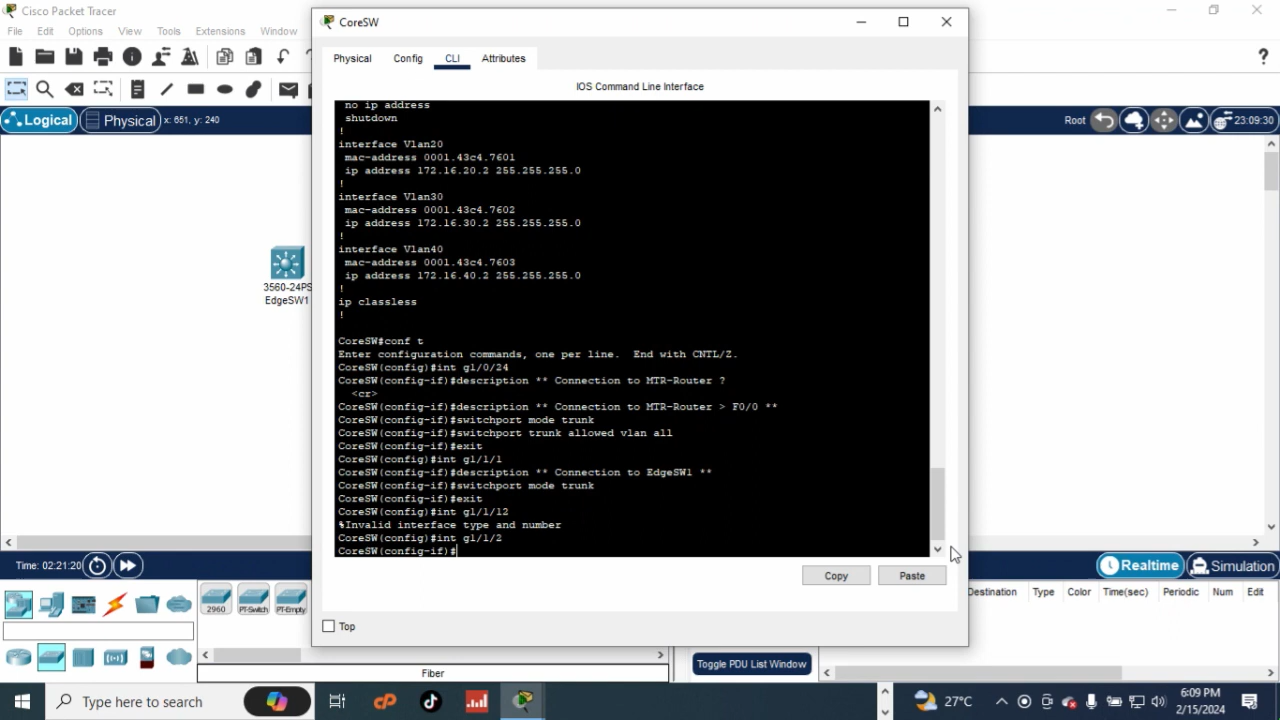 Cisco Packet Tracer
File Edit Options View Tools Extensions Window
CoreSW
Physical Config CLI Attributes
IOS Command Line Interface
Logical Physical x: 651, y: 240
Root 23:09:30
no ip address
shutdown
!
interface Vlan20
mac-address 0001.43c4.7601
ip address 172.16.20.2 255.255.255.0
!
interface Vlan30
mac-address 0001.43c4.7602
ip address 172.16.30.2 255.255.255.0
!
interface Vlan40
mac-address 0001.43c4.7603
ip address 172.16.40.2 255.255.255.0
!
ip classless
!
3560-24PS
EdgeSW1
CoreSW#conf t
Enter configuration commands, one per line. End with CNTL/Z.
CoreSW(config)#int g1/0/24
CoreSW(config-if)#description ** Connection to MTR-Router ?
<cr>
CoreSW(config-if)#description ** Connection to MTR-Router > F0/0 **
CoreSW(config-if)#switchport mode trunk
CoreSW(config-if)#switchport trunk allowed vlan all
CoreSW(config-if)#exit
CoreSW(config)#int g1/1/1
CoreSW(config-if)#description ** Connection to EdgeSW1 **
CoreSW(config-if)#switchport mode trunk
CoreSW(config-if)#exit
CoreSW(config)#int g1/1/12
%Invalid interface type and number
CoreSW(config)#int g1/1/2
CoreSW(config-if)#
Copy Paste
Top
Time: 02:21:20
Realtime Simulation
2960 PT-Switch PT-Empty
Destination Type Color Time(sec) Periodic Num Edit
Fiber
Toggle PDU List Window
Type here to search
27°C
6:09 PM
2/15/2024